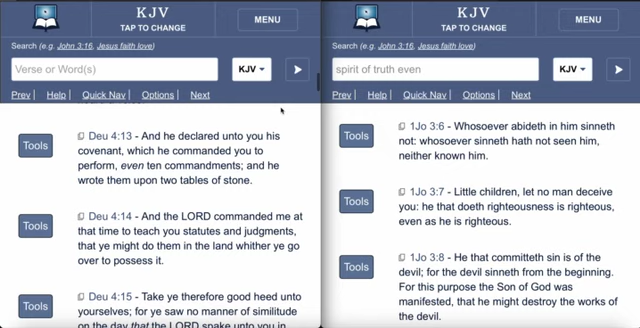 KJV
TAP TO CHANGE
MENU
Search (e.g. John 3:16, Jesus faith love)
Verse or Word(s)
KJV
Prev | Help | Quick Nav | Options | Next
Tools
Deu 4:13 - And he declared unto you his
covenant, which he commanded you to
perform, even ten commandments; and he
wrote them upon two tables of stone.
Tools
Deu 4:14 - And the LORD commanded me at
that time to teach you statutes and judgments,
that ye might do them in the land whither ye go
over to possess it.
Tools
Deu 4:15 - Take ye therefore good heed unto
yourselves; for ye saw no manner of similitude
on the day that the LORD spake unto you in
KJV
TAP TO CHANGE
MENU
Search (e.g. John 3:16, Jesus faith love)
spirit of truth even
KJV
Prev | Help | Quick Nav | Options | Next
Tools
1Jo 3:6 - Whosoever abideth in him sinneth
not: whosoever sinneth hath not seen him,
neither known him.
Tools
1Jo 3:7 - Little children, let no man deceive
you: he that doeth righteousness is righteous,
even as he is righteous.
Tools
1Jo 3:8 - He that committeth sin is of the
devil; for the devil sinneth from the beginning.
For this purpose the Son of God was
manifested, that he might destroy the works of
the devil.